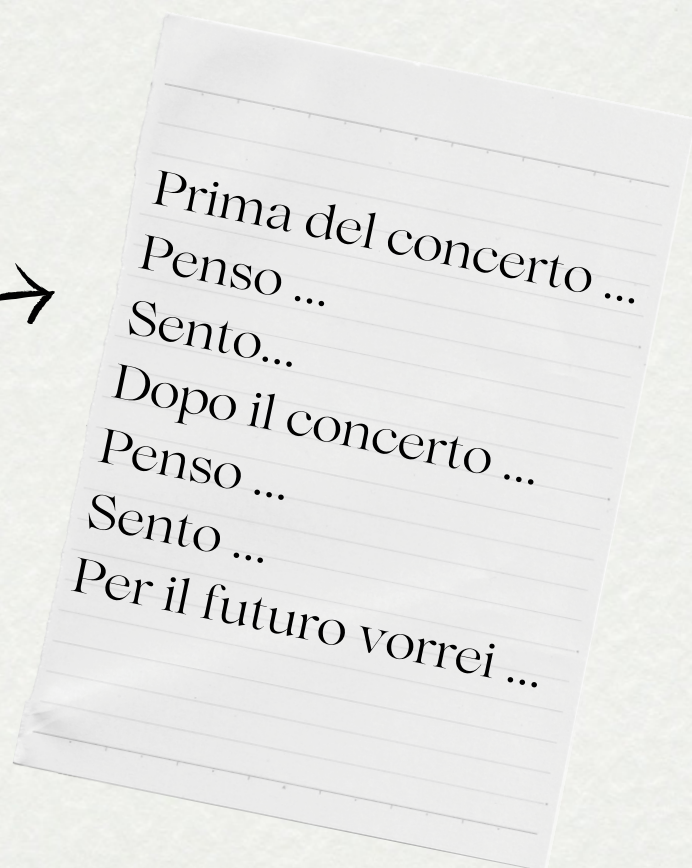 Prima del concerto ...
Penso ...
Sento...
Dopo il concerto ...
Penso ...
Sento ...
Per il futuro vorrei ...